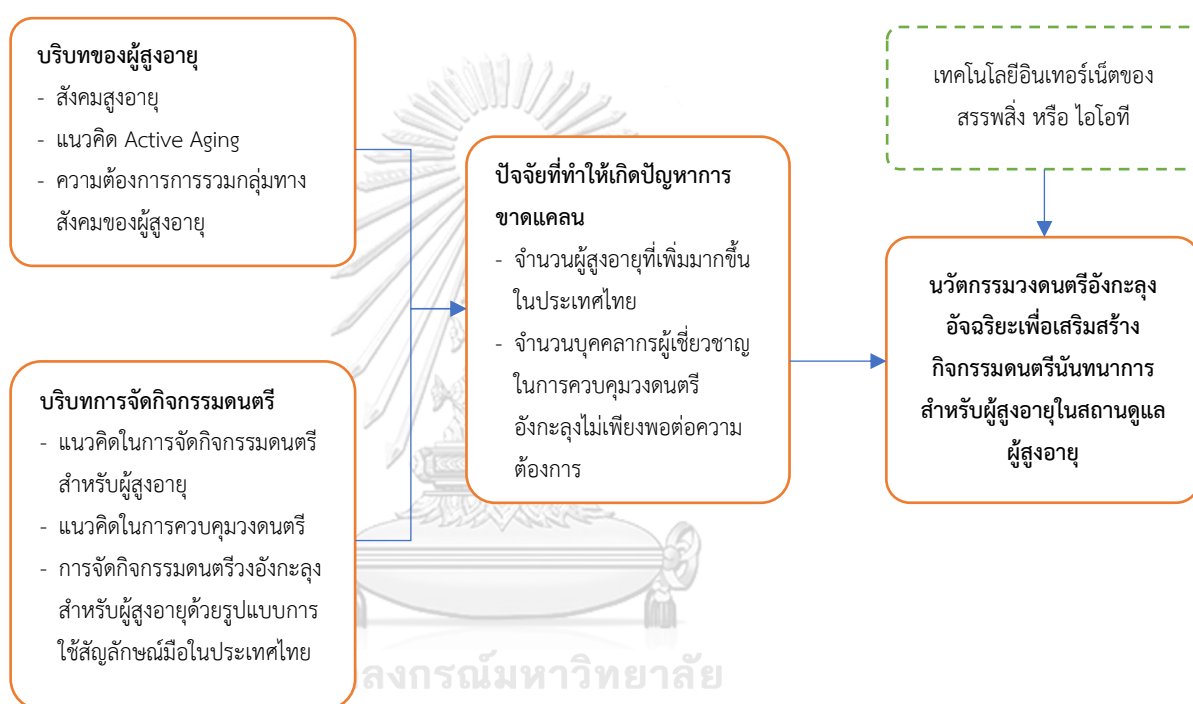 บริบทของผู้สูงอายุ
- สังคมสูงอายุ
- แนวคิด Active Aging
- ความต้องการการรวมกลุ่มทาง
สังคมของผู้สูงอายุ
บริบทการจัดกิจกรรมดนตรี
- แนวคิดในการจัดกิจกรรมดนตรี
สำหรับผู้สูงอายุ
- แนวคิดในการควบคุมวงดนตรี
- การจัดกิจกรรมดนตรีวงอังกะลุง
สำหรับผู้สูงอายุด้วยรูปแบบการ
ใช้สัญลักษณ์มือในประเทศไทย
ปัจจัยที่ทำให้เกิดปัญหาการ
ขาดแคลน
- จำนวนผู้สูงอายุที่เพิ่มมากขึ้น
ในประเทศไทย
- จำนวนบุคคลากรผู้เชี่ยวชาญ
ในการควบคุมวงดนตรี
อังกะลุงไม่เพียงพอต่อความ
ต้องการ
เทคโนโลยีอินเทอร์เน็ตของ
สรรพสิ่ง หรือ ไอโอที
นวัตกรรมวงดนตรีอังกะลุง
อัจฉริยะเพื่อเสริมสร้าง
กิจกรรมดนตรีนันทนาการ
สำหรับผู้สูงอายุในสถานดูแล
ผู้สูงอายุ
ลงกรณ์มหาวิทยาลัย